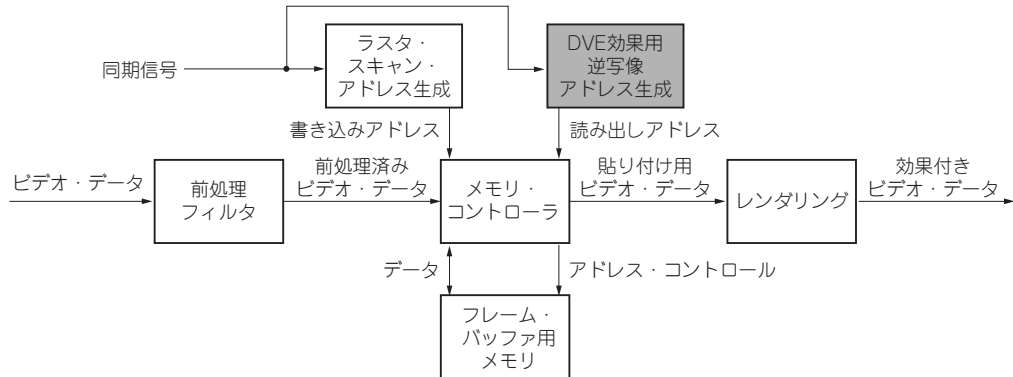 同期信号
ラスタ・
スキャン・
アドレス生成
DVE効果用
逆写像
アドレス生成
書き込みアドレス
読み出しアドレス
ビデオ・データ
前処理
フィルタ
前処理済み
ビデオ・データ
メモリ・
コントローラ
貼り付け用
ビデオ・データ
レンダリング
効果付き
ビデオ・データ
データ
アドレス・コントロール
フレーム・
バッファ用
メモリ